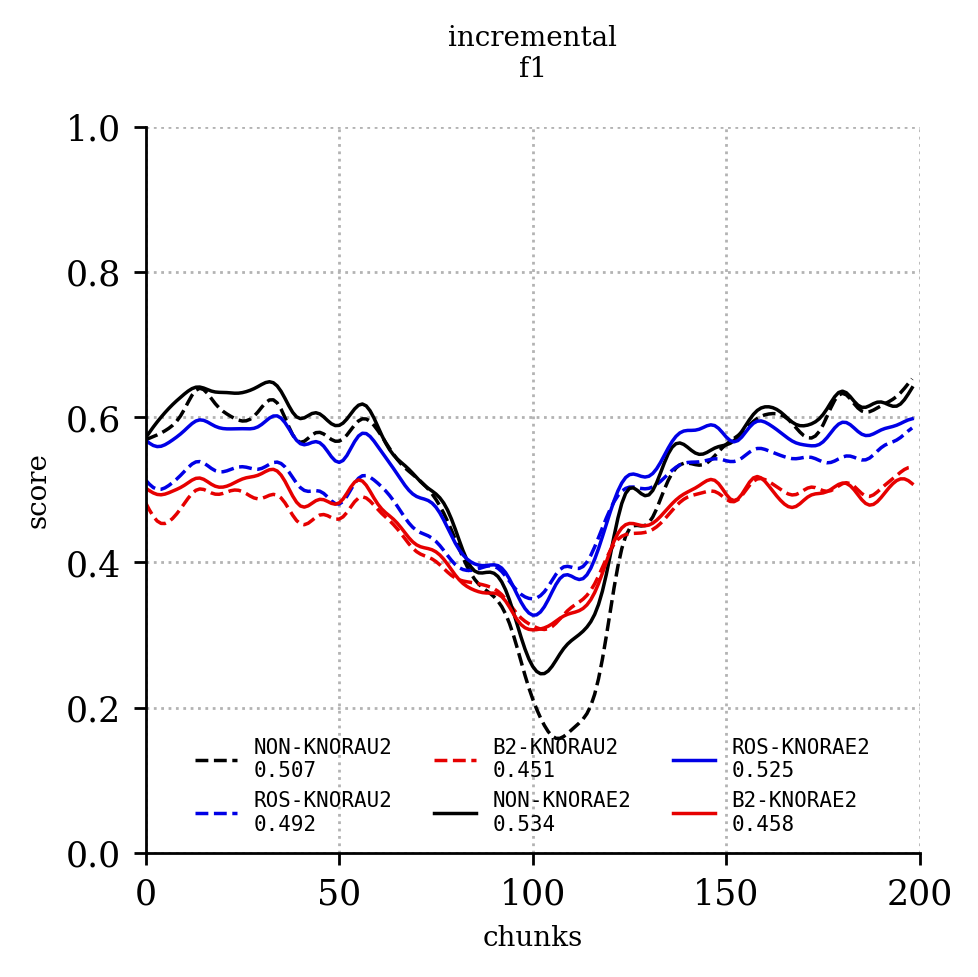 incremental
f1
1.0
0.8
0.6
0.4
0.2
0.0
score
NON-KNORAU2
0.507
ROS-KNORAU2
0.492
B2-KNORAU2
0.451
NON-KNORAE2
0.534
ROS-KNORAE2
0.525
B2-KNORAE2
0.458
0 50 100 150 200
chunks